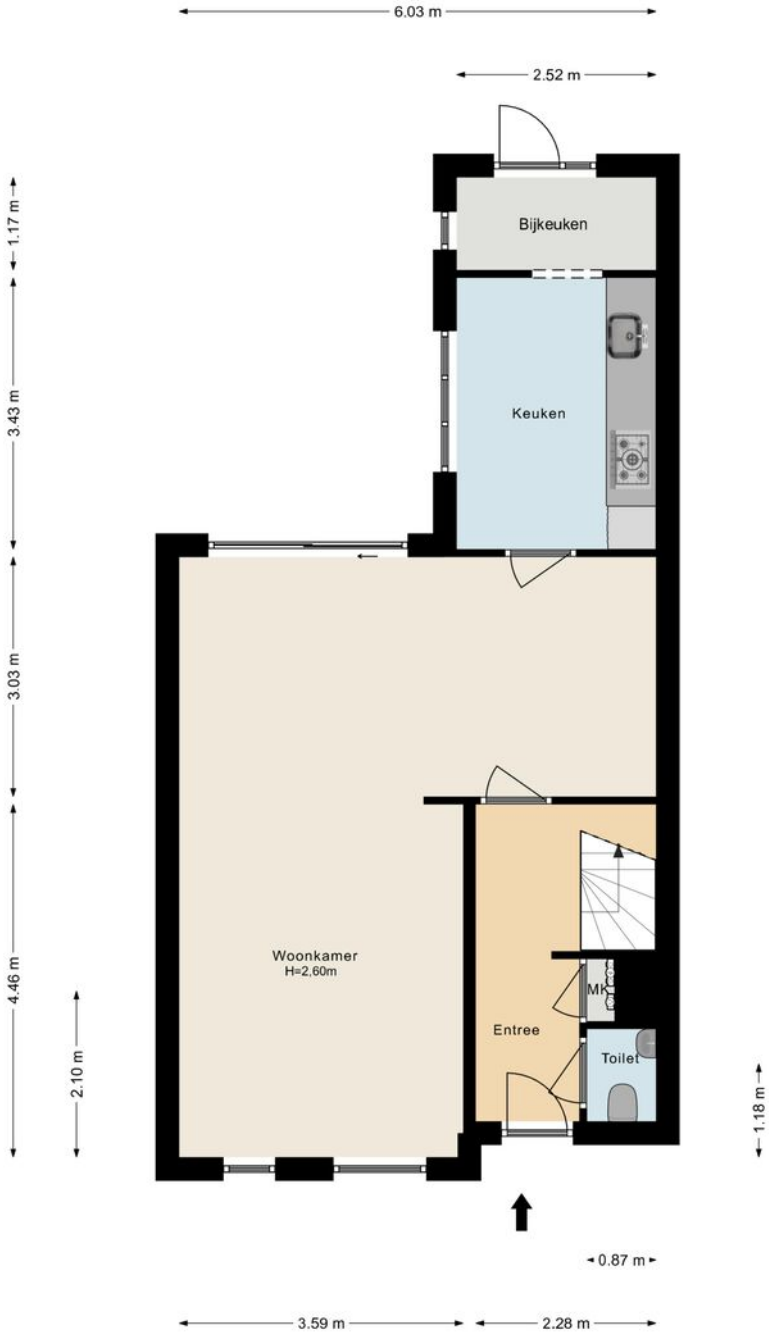 6.03 m
2.52 m
1.17 m
Bijkeuken
3.43 m
Keuken
3.03 m
4.46 m
Woonkamer
H=2,60m
MK
Entree
Toilet
2.10 m
1.18 m
0.87 m
3.59 m
2.28 m